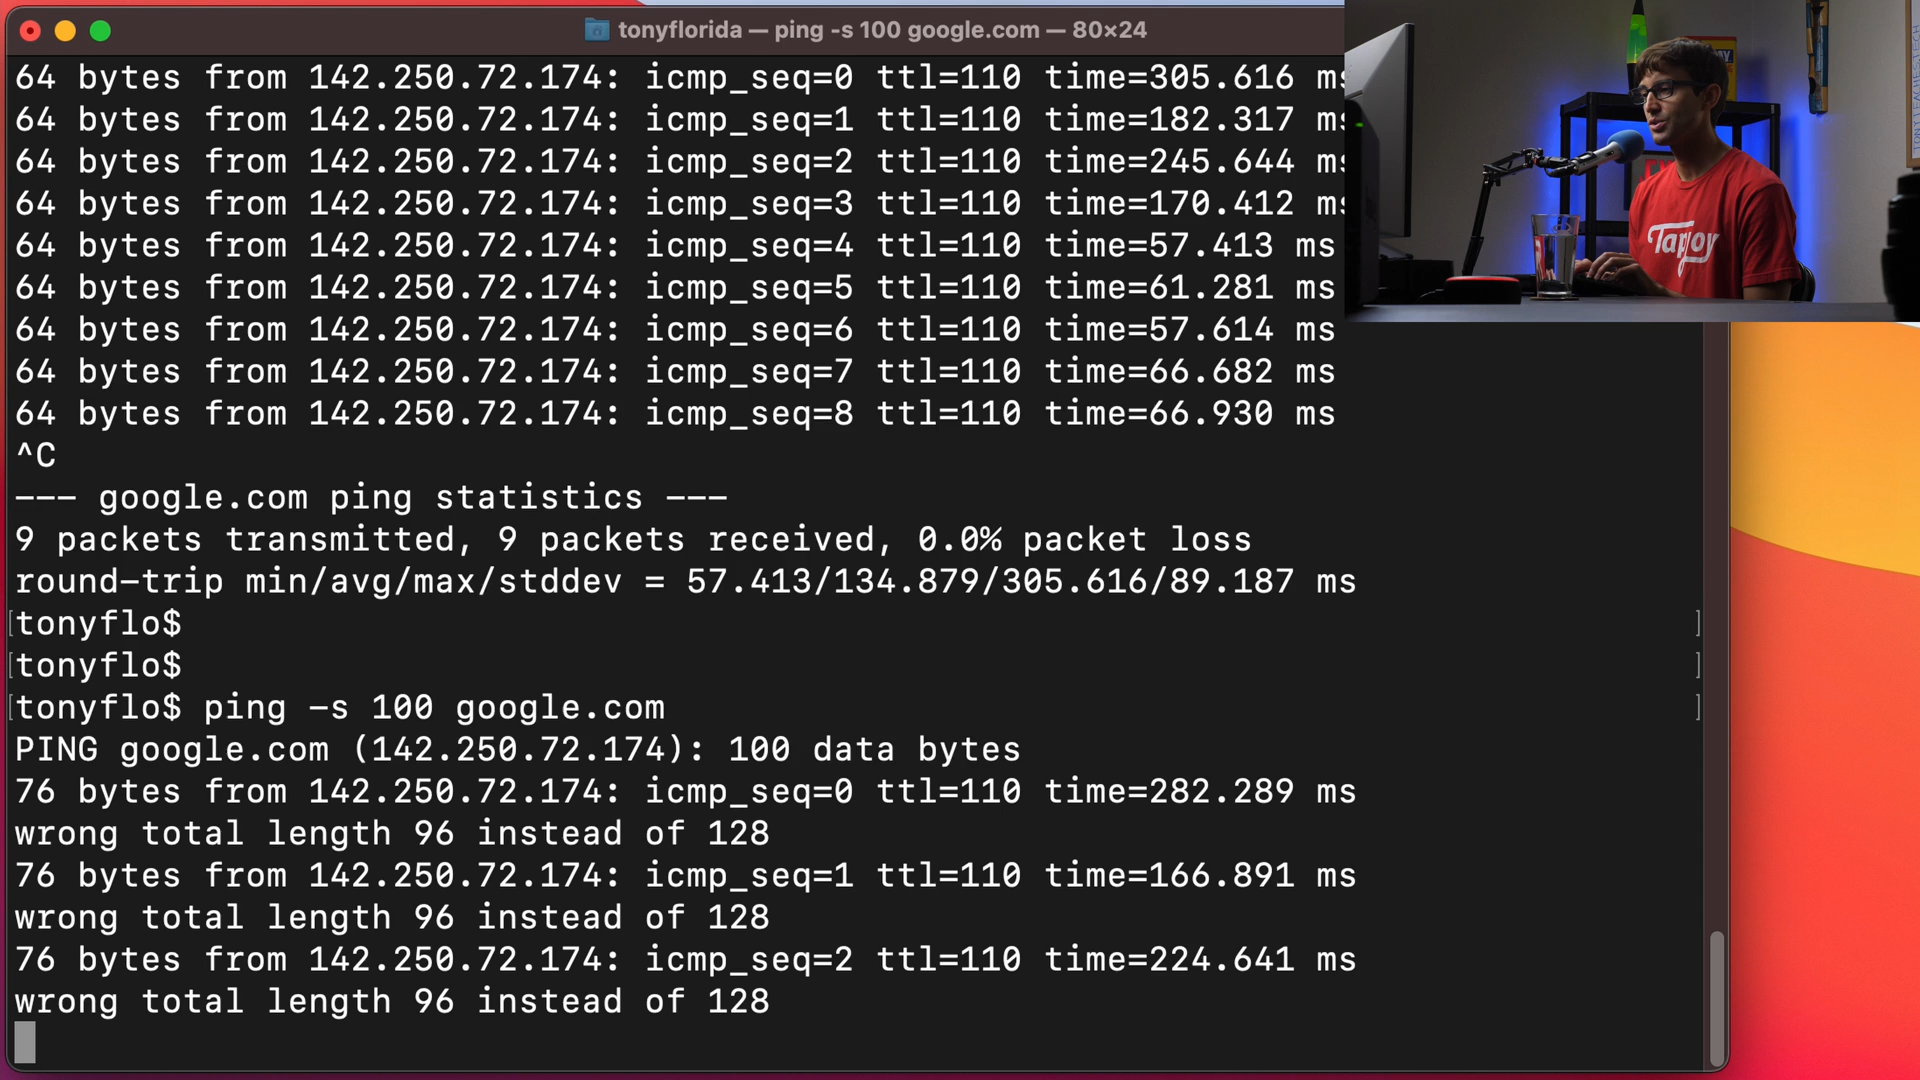 tonyflorida — ping -s 100 google.com — 80×24
64 bytes from 142.250.72.174: icmp_seq=0 ttl=110 time=305.616 ms
64 bytes from 142.250.72.174: icmp_seq=1 ttl=110 time=182.317 ms
64 bytes from 142.250.72.174: icmp_seq=2 ttl=110 time=245.644 ms
64 bytes from 142.250.72.174: icmp_seq=3 ttl=110 time=170.412 ms
64 bytes from 142.250.72.174: icmp_seq=4 ttl=110 time=57.413 ms
64 bytes from 142.250.72.174: icmp_seq=5 ttl=110 time=61.281 ms
64 bytes from 142.250.72.174: icmp_seq=6 ttl=110 time=57.614 ms
64 bytes from 142.250.72.174: icmp_seq=7 ttl=110 time=66.682 ms
64 bytes from 142.250.72.174: icmp_seq=8 ttl=110 time=66.930 ms
^C
--- google.com ping statistics ---
9 packets transmitted, 9 packets received, 0.0% packet loss
round-trip min/avg/max/stddev = 57.413/134.879/305.616/89.187 ms
[tonyflo$ ]
[tonyflo$ ]
[tonyflo$ ping -s 100 google.com ]
PING google.com (142.250.72.174): 100 data bytes
76 bytes from 142.250.72.174: icmp_seq=0 ttl=110 time=282.289 ms
wrong total length 96 instead of 128
76 bytes from 142.250.72.174: icmp_seq=1 ttl=110 time=166.891 ms
wrong total length 96 instead of 128
76 bytes from 142.250.72.174: icmp_seq=2 ttl=110 time=224.641 ms
wrong total length 96 instead of 128
Tapjoy